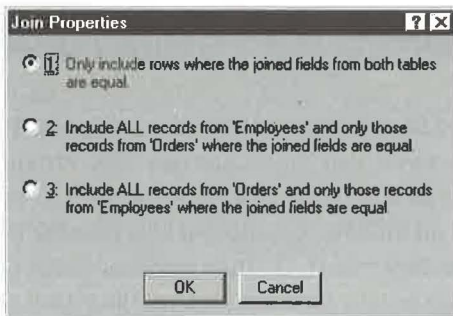 Join Properties
1: Only include rows where the joined fields from both tables
are equal.
2: Include ALL records from 'Employees' and only those
records from 'Orders' where the joined fields are equal.
3: Include ALL records from 'Orders' and only those records
from 'Employees' where the joined fields are equal.
OK Cancel